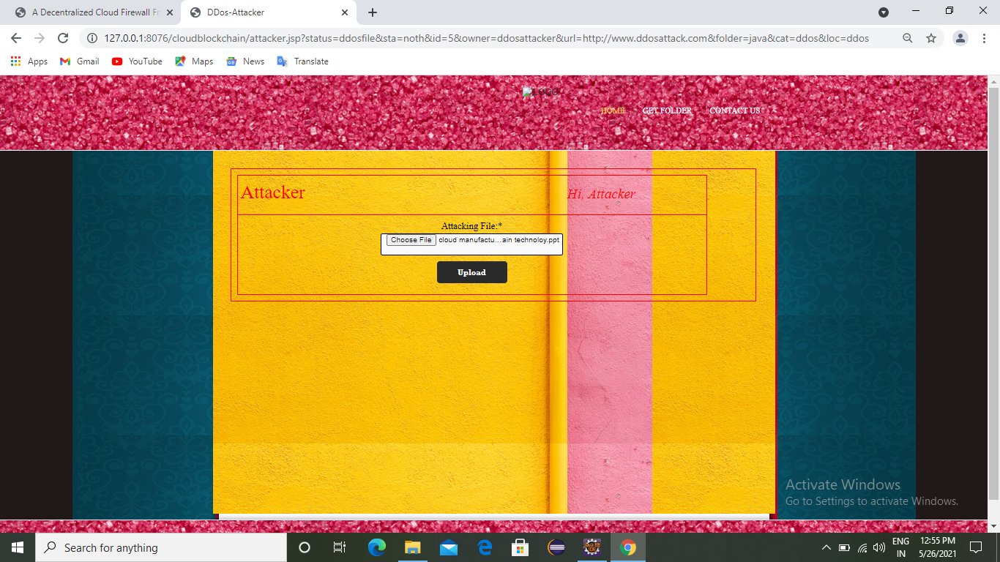 A Decentralized Cloud Firewall Fr
DDos-Attacker
127.0.0.1:8076/cloudblockchain/attacker.jsp?status=ddosfile&sta=noth&id=5&owner=ddosattacker&url=http://www.ddosattack.com&folder=java&cat=ddos&loc=ddos
Apps Gmail YouTube Maps News Translate
LOGO
HOME GET FOLDER CONTACT US
Attacker Hi, Attacker
Attacking File:*
Choose File cloud manufactu...ain technoloy.ppt
Upload
Activate Windows
Go to Settings to activate Windows.
Search for anything
Java EE
IDE
ENG
IN
12:55 PM
5/26/2021